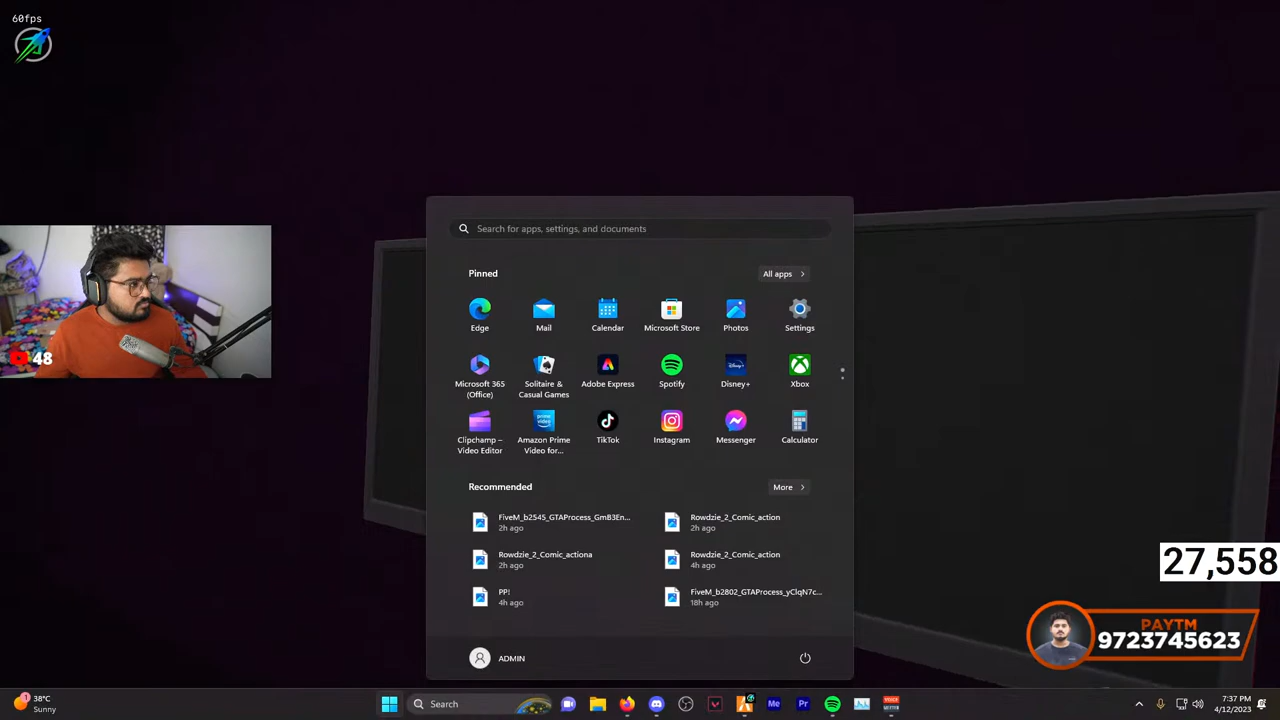 60fps
Search for apps, settings, and documents
Pinned
All apps
Edge
Mail
Calendar
Microsoft Store
Photos
Settings
Microsoft 365
(Office)
Solitaire &
Casual Games
Adobe Express
Spotify
Disney+
Xbox
Clipchamp –
Video Editor
Amazon Prime
Video for...
TikTok
Instagram
Messenger
Calculator
48
Recommended
More
FiveM_b2545_GTAProcess_GmB3En...
2h ago
Rowdzie_2_Comic_action
2h ago
Rowdzie_2_Comic_actiona
2h ago
Rowdzie_2_Comic_action
4h ago
PP!
4h ago
FiveM_b2802_GTAProcess_yClqN7c...
18h ago
27,558
PAYTM
9723745623
ADMIN
1
38°C
Sunny
Search
Me
Pr
7:37 PM
4/12/2023